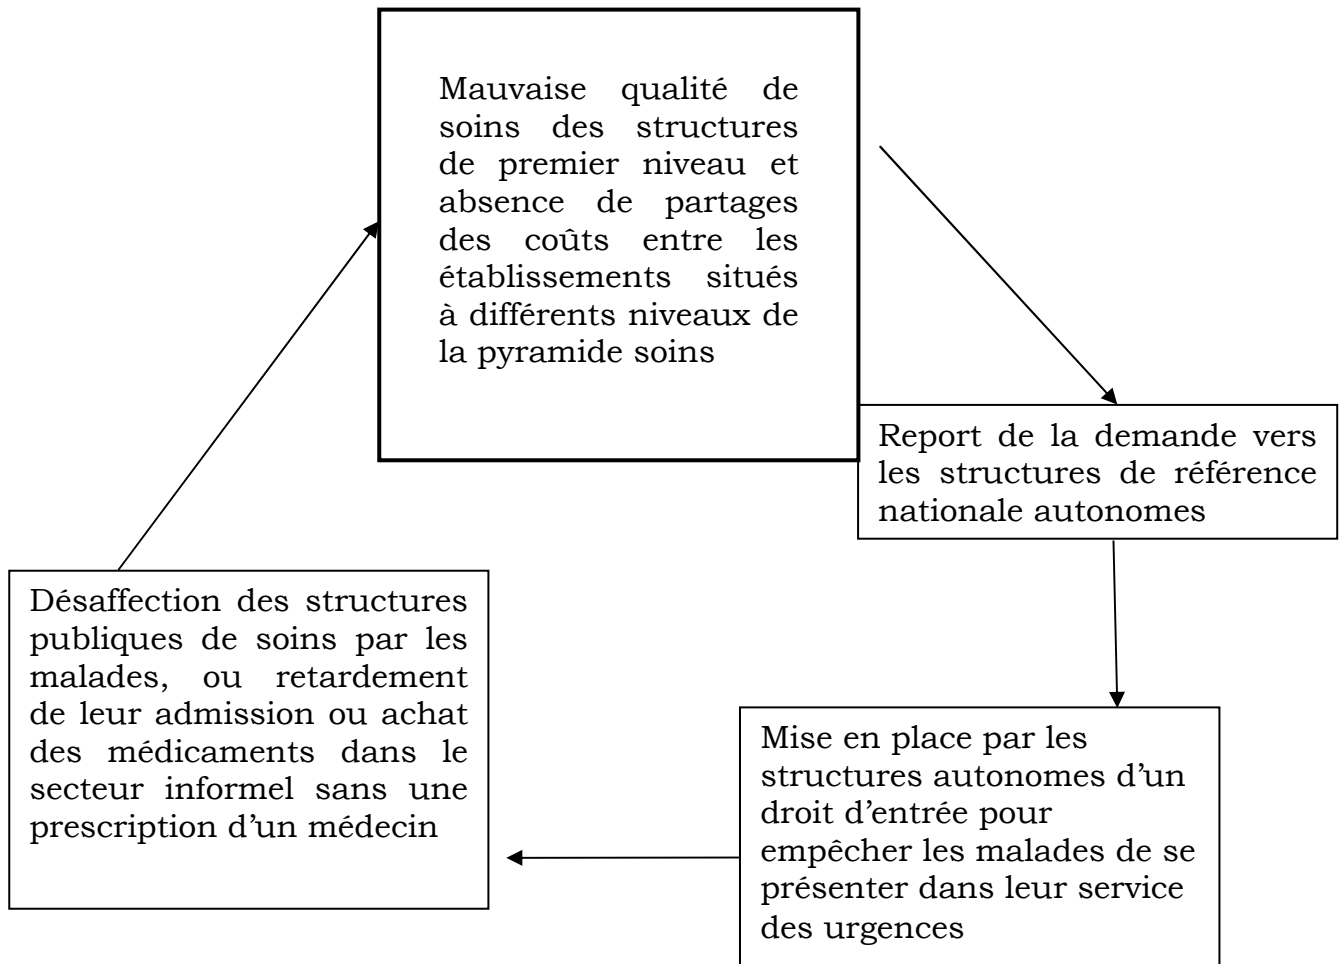 Mauvaise qualité de
soins des structures
de premier niveau et
absence de partages
des coûts entre les
établissements situés
à différents niveaux de
la pyramide soins
Report de la demande vers
les structures de référence
nationale autonomes
Désaffection des structures
publiques de soins par les
malades, ou retardement
de leur admission ou achat
des médicaments dans le
secteur informel sans une
prescription d’un médecin
Mise en place par les
structures autonomes d’un
droit d’entrée pour
empêcher les malades de se
présenter dans leur service
des urgences